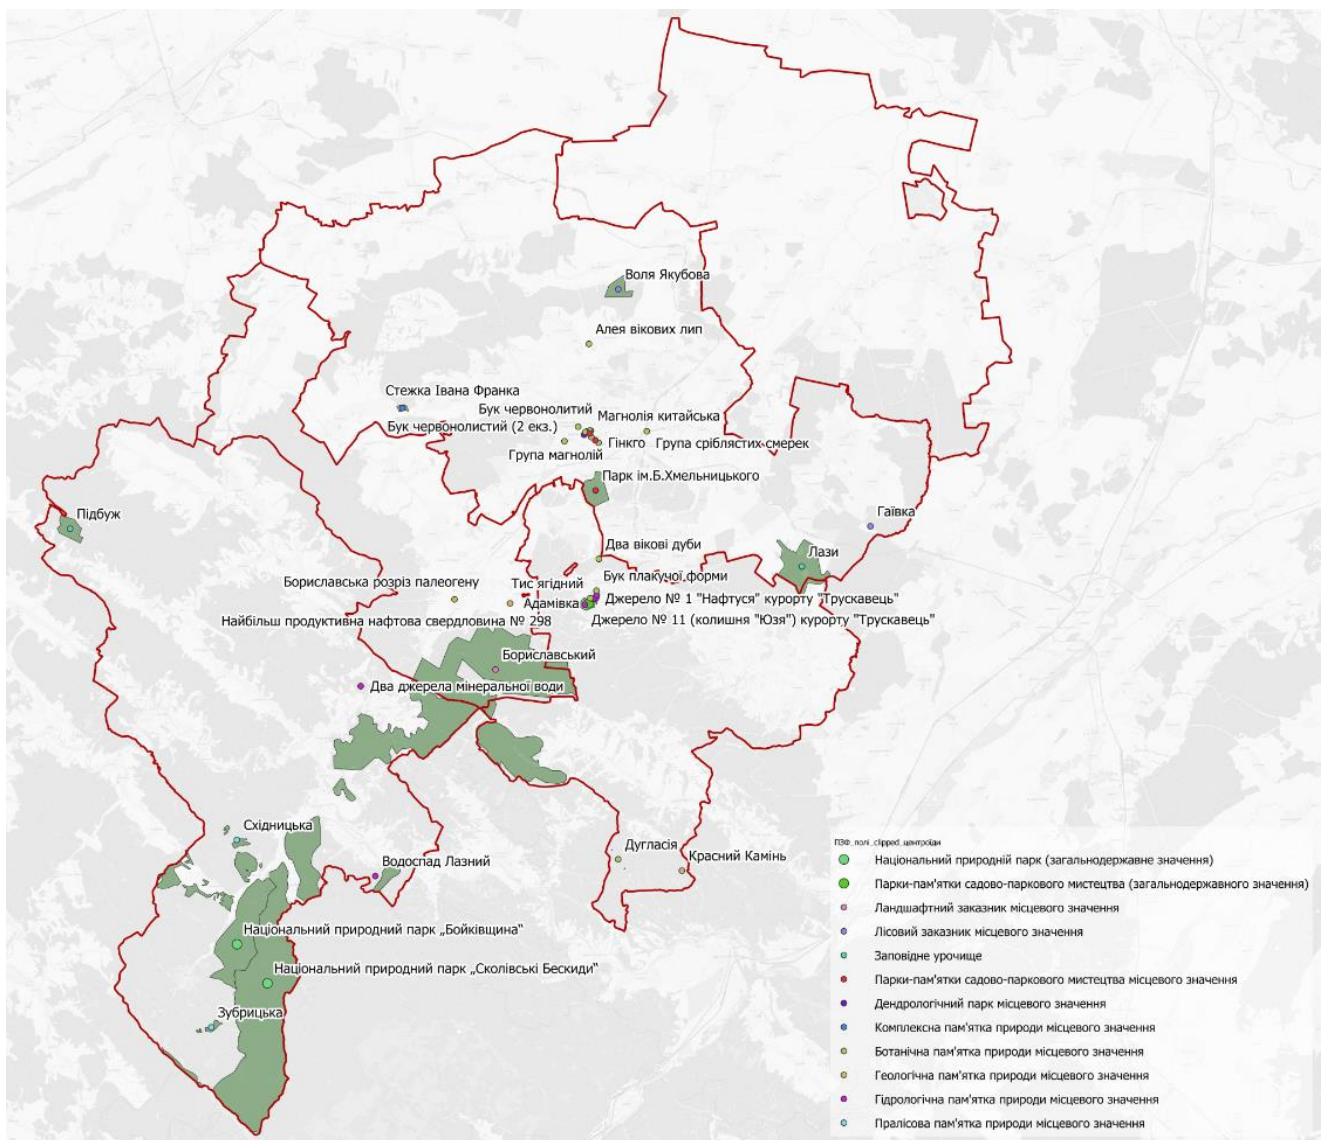 Воля Якубова
Алея вікових лип
Стежка Івана Франка
Бук червонолитий
Магнолія китайська
Бук червонолистий (2 екз.)
Гінкго
Група сріблястих смерек
Група магнолій
Парк ім.Б.Хмельницького
Підбуж
Гаївка
Два вікові дуби
Лази
Бориславська розріз палеогену
Тис ягідний
Бук плакучої форми
Адамівка
Джерело № 1 "Нафтуся" курорту "Трускавець"
Найбільш продуктивна нафтова свердловина № 298
Джерело № 11 (колишня "Юзя") курорту "Трускавець"
Бориславський
Два джерела мінеральної води
Східницька
Водоспад Лазний
Дугласія
Красний Камінь
Національний природний парк „Бойківщина“
Національний природний парк „Сколівські Бескиди“
Зубрицька
ПЗФ_полі_clipped_центроїди
Національний природній парк (загальнодержавне значення)
Парки-пам'ятки садово-паркового мистецтва (загальнодержавного значення)
Ландшафтний заказник місцевого значення
Лісовий заказник місцевого значення
Заповідне урочище
Парки-пам'ятки садово-паркового мистецтва місцевого значення
Дендрологічний парк місцевого значення
Комплексна пам'ятка природи місцевого значення
Ботанічна пам'ятка природи місцевого значення
Геологічна пам'ятка природи місцевого значення
Гідрологічна пам'ятка природи місцевого значення
Пралісова пам'ятка природи місцевого значення